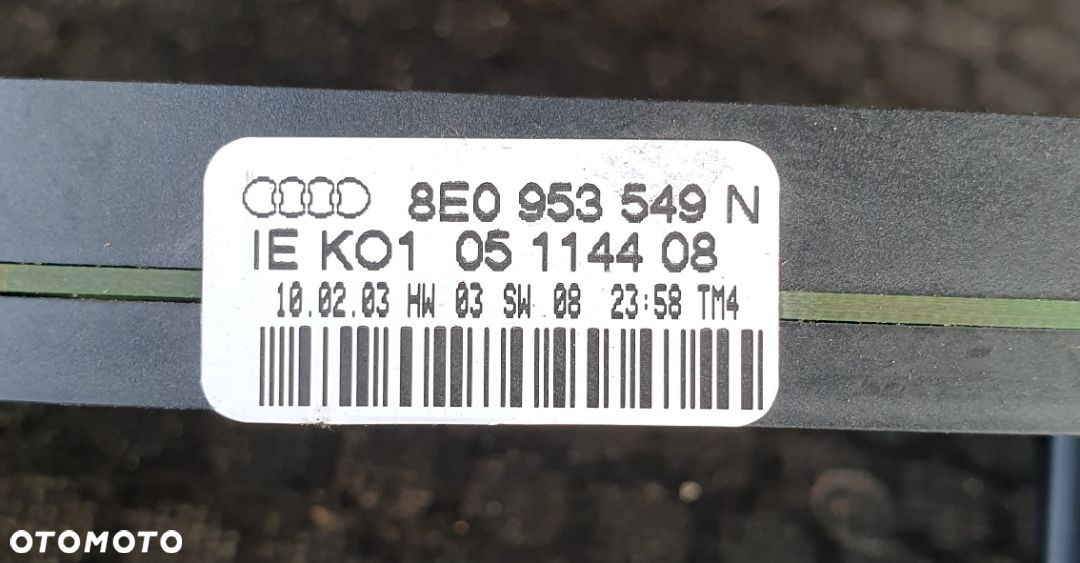 8E0 953 549 N
IE KO1 05 1144 08
10.02.03 HW 03 SW 08 23:58 TM4
OTOMOTO